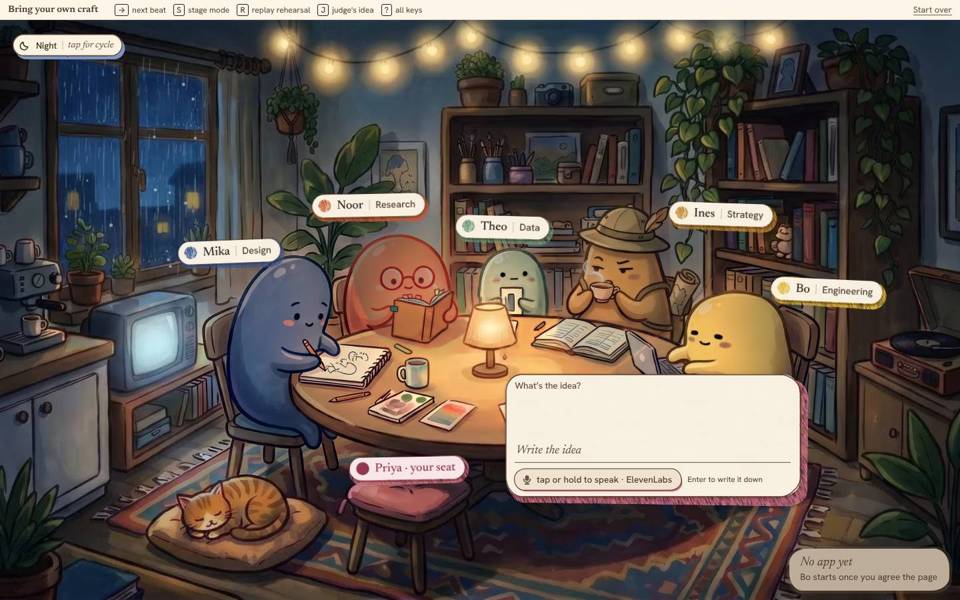 Bring your own craft
→ next beat
S stage mode
R replay rehearsal
J judge's idea
? all keys
Start over
Night | tap for cycle
Noor | Research
Ines | Strategy
Theo | Data
Mika | Design
Bo | Engineering
What's the idea?
Write the idea
tap or hold to speak · ElevenLabs
Enter to write it down
Priya · your seat
No app yet
Bo starts once you agree the page